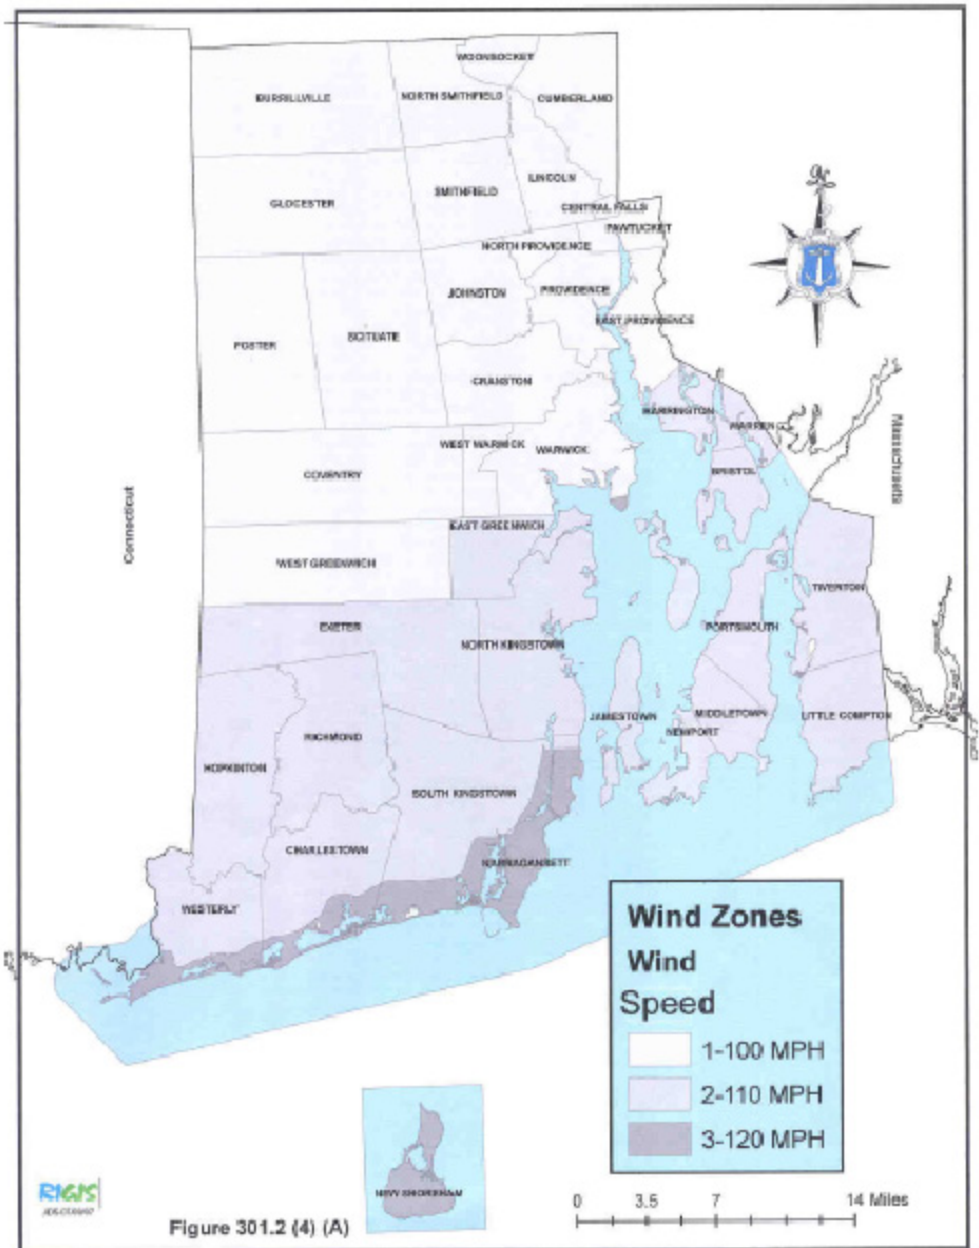 WOONSOCKET
BURRILLVILLE
NORTH SMITHFIELD
CUMBERLAND
LINCOLN
SMITHFIELD
GLOCESTER
CENTRAL FALLS
PAWTUCKET
NORTH PROVIDENCE
JOHNSTON
PROVIDENCE
EAST PROVIDENCE
FOSTER
SCITUATE
CRANSTON
BARRINGTON
WARREN
WEST WARWICK
WARWICK
Massachusetts
COVENTRY
BRISTOL
Connecticut
EAST GREENWICH
WEST GREENWICH
TIVERTON
EXETER
PORTSMOUTH
NORTH KINGSTOWN
JAMESTOWN
MIDDLETOWN
LITTLE COMPTON
NEWPORT
RICHMOND
HOPKINTON
SOUTH KINGSTOWN
CHARLESTOWN
NARRAGANSETT
WESTERLY
Wind Zones
Wind
Speed
1-100 MPH
2-110 MPH
3-120 MPH
NEW SHOREHAM
RIGIS
0 3.5 7 14 Miles
Figure 301.2 (4) (A)